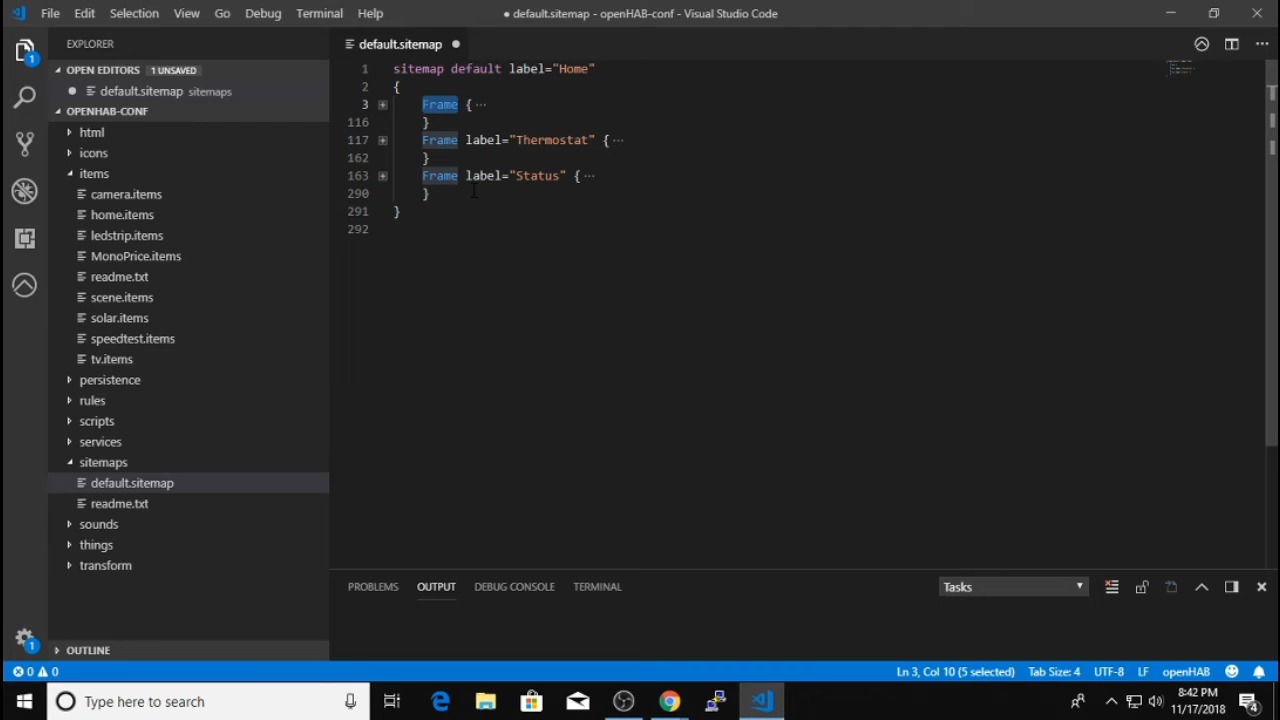 File Edit Selection View Go Debug Terminal Help
● default.sitemap - openHAB-conf - Visual Studio Code
EXPLORER
OPEN EDITORS 1 UNSAVED
default.sitemap sitemaps
OPENHAB-CONF
html
icons
items
camera.items
home.items
ledstrip.items
MonoPrice.items
readme.txt
scene.items
solar.items
speedtest.items
tv.items
persistence
rules
scripts
services
sitemaps
default.sitemap
readme.txt
sounds
things
transform
OUTLINE
default.sitemap
1 sitemap default label="Home"
2 {
3 Frame { ...
116 }
117 Frame label="Thermostat" { ...
162 }
163 Frame label="Status" { ...
290 }
291 }
292
PROBLEMS OUTPUT DEBUG CONSOLE TERMINAL
Tasks
1
1
0 0
Ln 3, Col 10 (5 selected) Tab Size: 4 UTF-8 LF openHAB
Type here to search
8:42 PM
11/17/2018
4